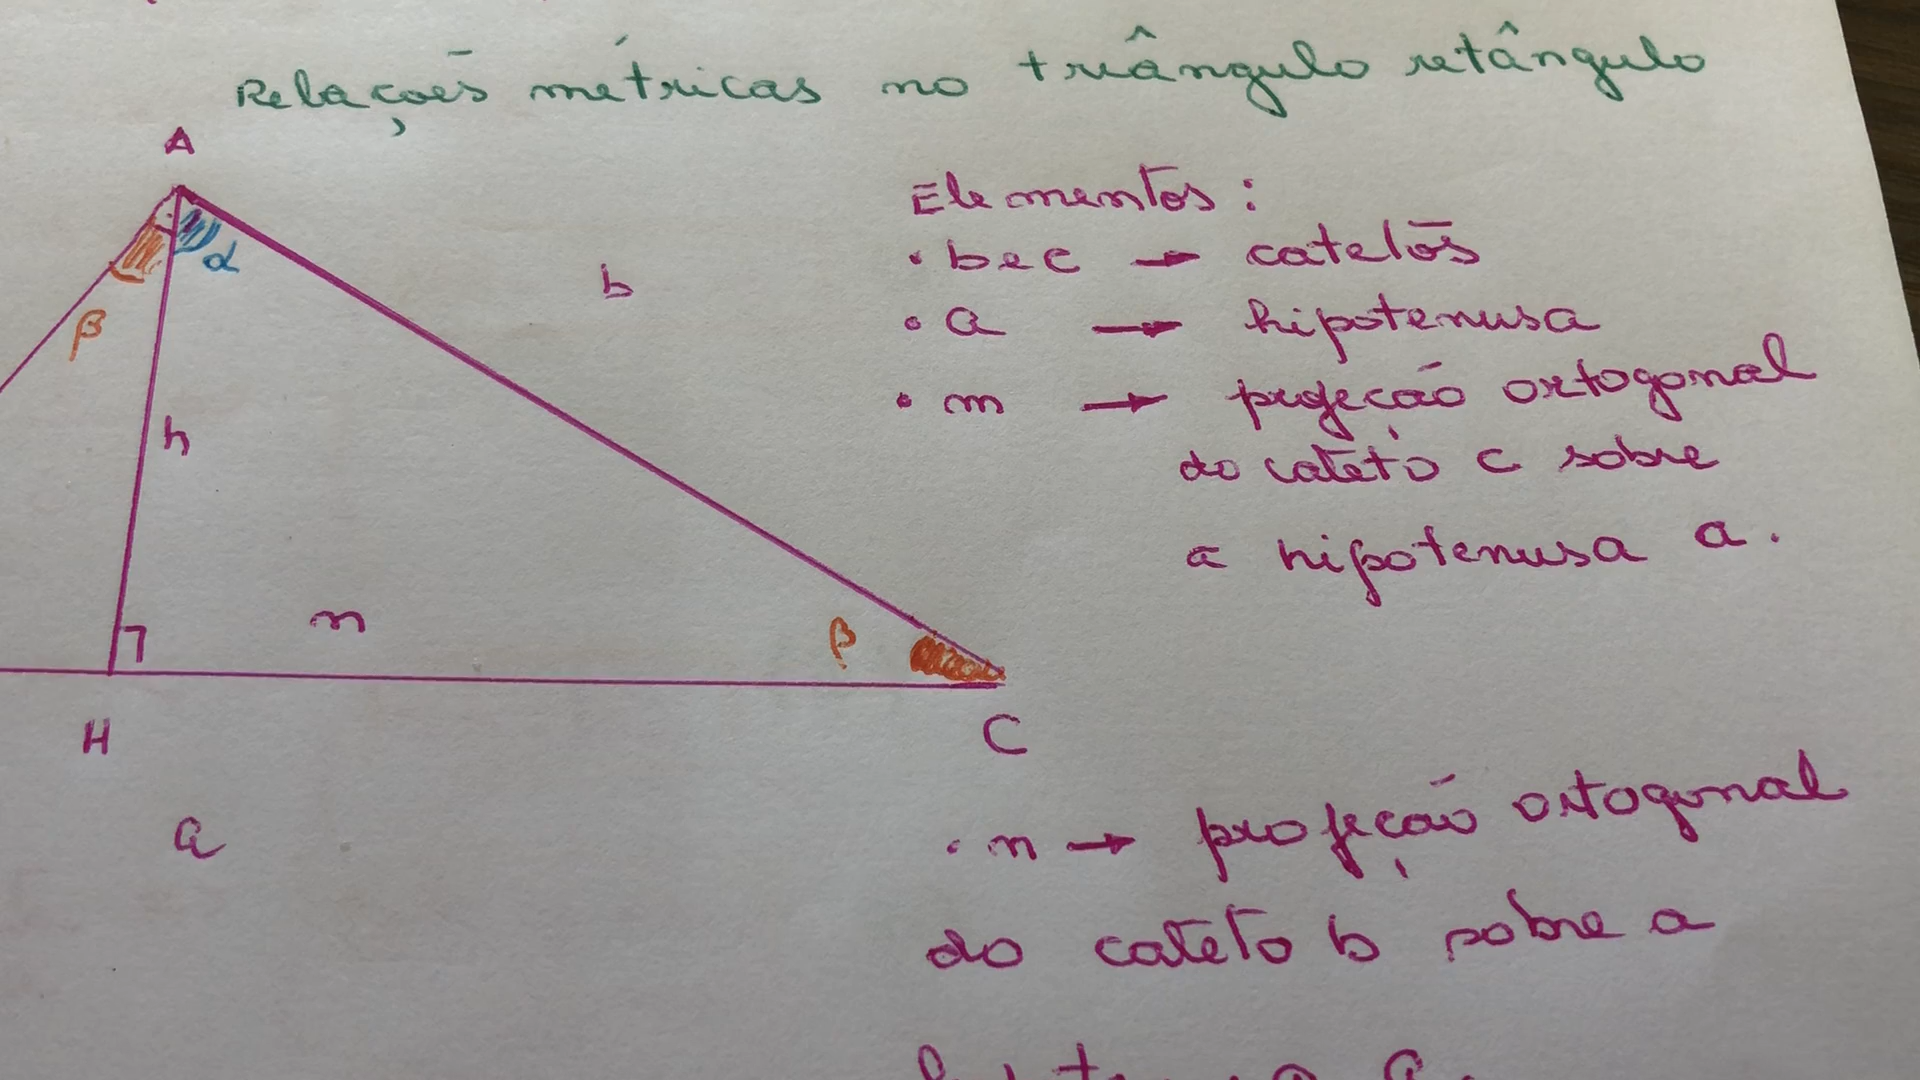 Relações métricas no triângulo retângulo
A
Elementos:
α
b
• b e c → catetos
β
• a → hipotenusa
h
• m → projeção ortogonal
do cateto c sobre
a hipotenusa a.
n
β
H
C
a
• n → projeção ortogonal
do cateto b sobre a